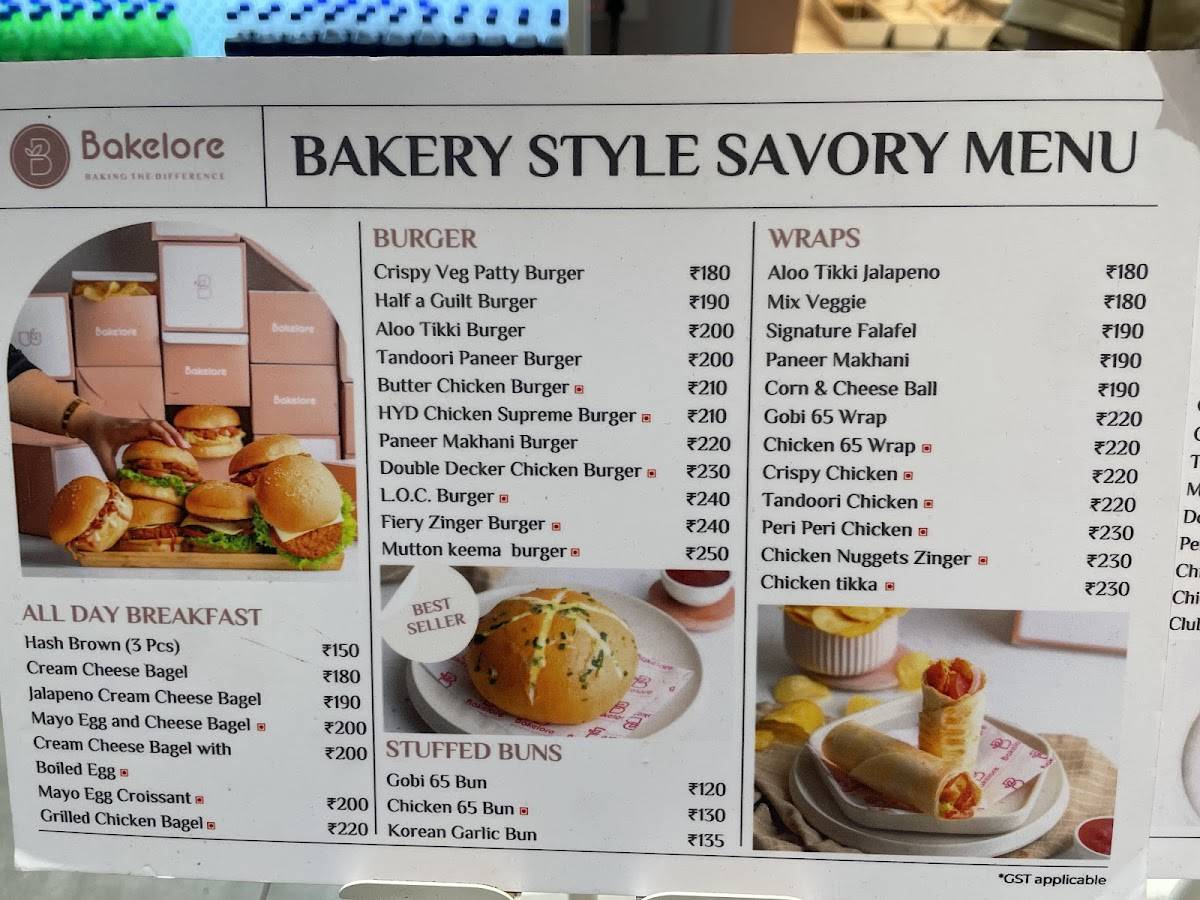 Bakelore
BAKING THE DIFFERENCE
BAKERY STYLE SAVORY MENU
Bakelore
Bakelore
Bakelore
Bakelore
ALL DAY BREAKFAST
Hash Brown (3 Pcs) ₹150
Cream Cheese Bagel ₹180
Jalapeno Cream Cheese Bagel ₹190
Mayo Egg and Cheese Bagel ₹200
Cream Cheese Bagel with ₹200
Boiled Egg
Mayo Egg Croissant ₹200
Grilled Chicken Bagel ₹220
BURGER
Crispy Veg Patty Burger ₹180
Half a Guilt Burger ₹190
Aloo Tikki Burger ₹200
Tandoori Paneer Burger ₹200
Butter Chicken Burger ₹210
HYD Chicken Supreme Burger ₹210
Paneer Makhani Burger ₹220
Double Decker Chicken Burger ₹230
L.O.C. Burger ₹240
Fiery Zinger Burger ₹240
Mutton keema burger ₹250
BEST
SELLER
Bakelore
STUFFED BUNS
Gobi 65 Bun ₹120
Chicken 65 Bun ₹130
Korean Garlic Bun ₹135
WRAPS
Aloo Tikki Jalapeno ₹180
Mix Veggie ₹180
Signature Falafel ₹190
Paneer Makhani ₹190
Corn & Cheese Ball ₹190
Gobi 65 Wrap ₹220
Chicken 65 Wrap ₹220
Crispy Chicken ₹220
Tandoori Chicken ₹220
Peri Peri Chicken ₹230
Chicken Nuggets Zinger ₹230
Chicken tikka ₹230
*GST applicable